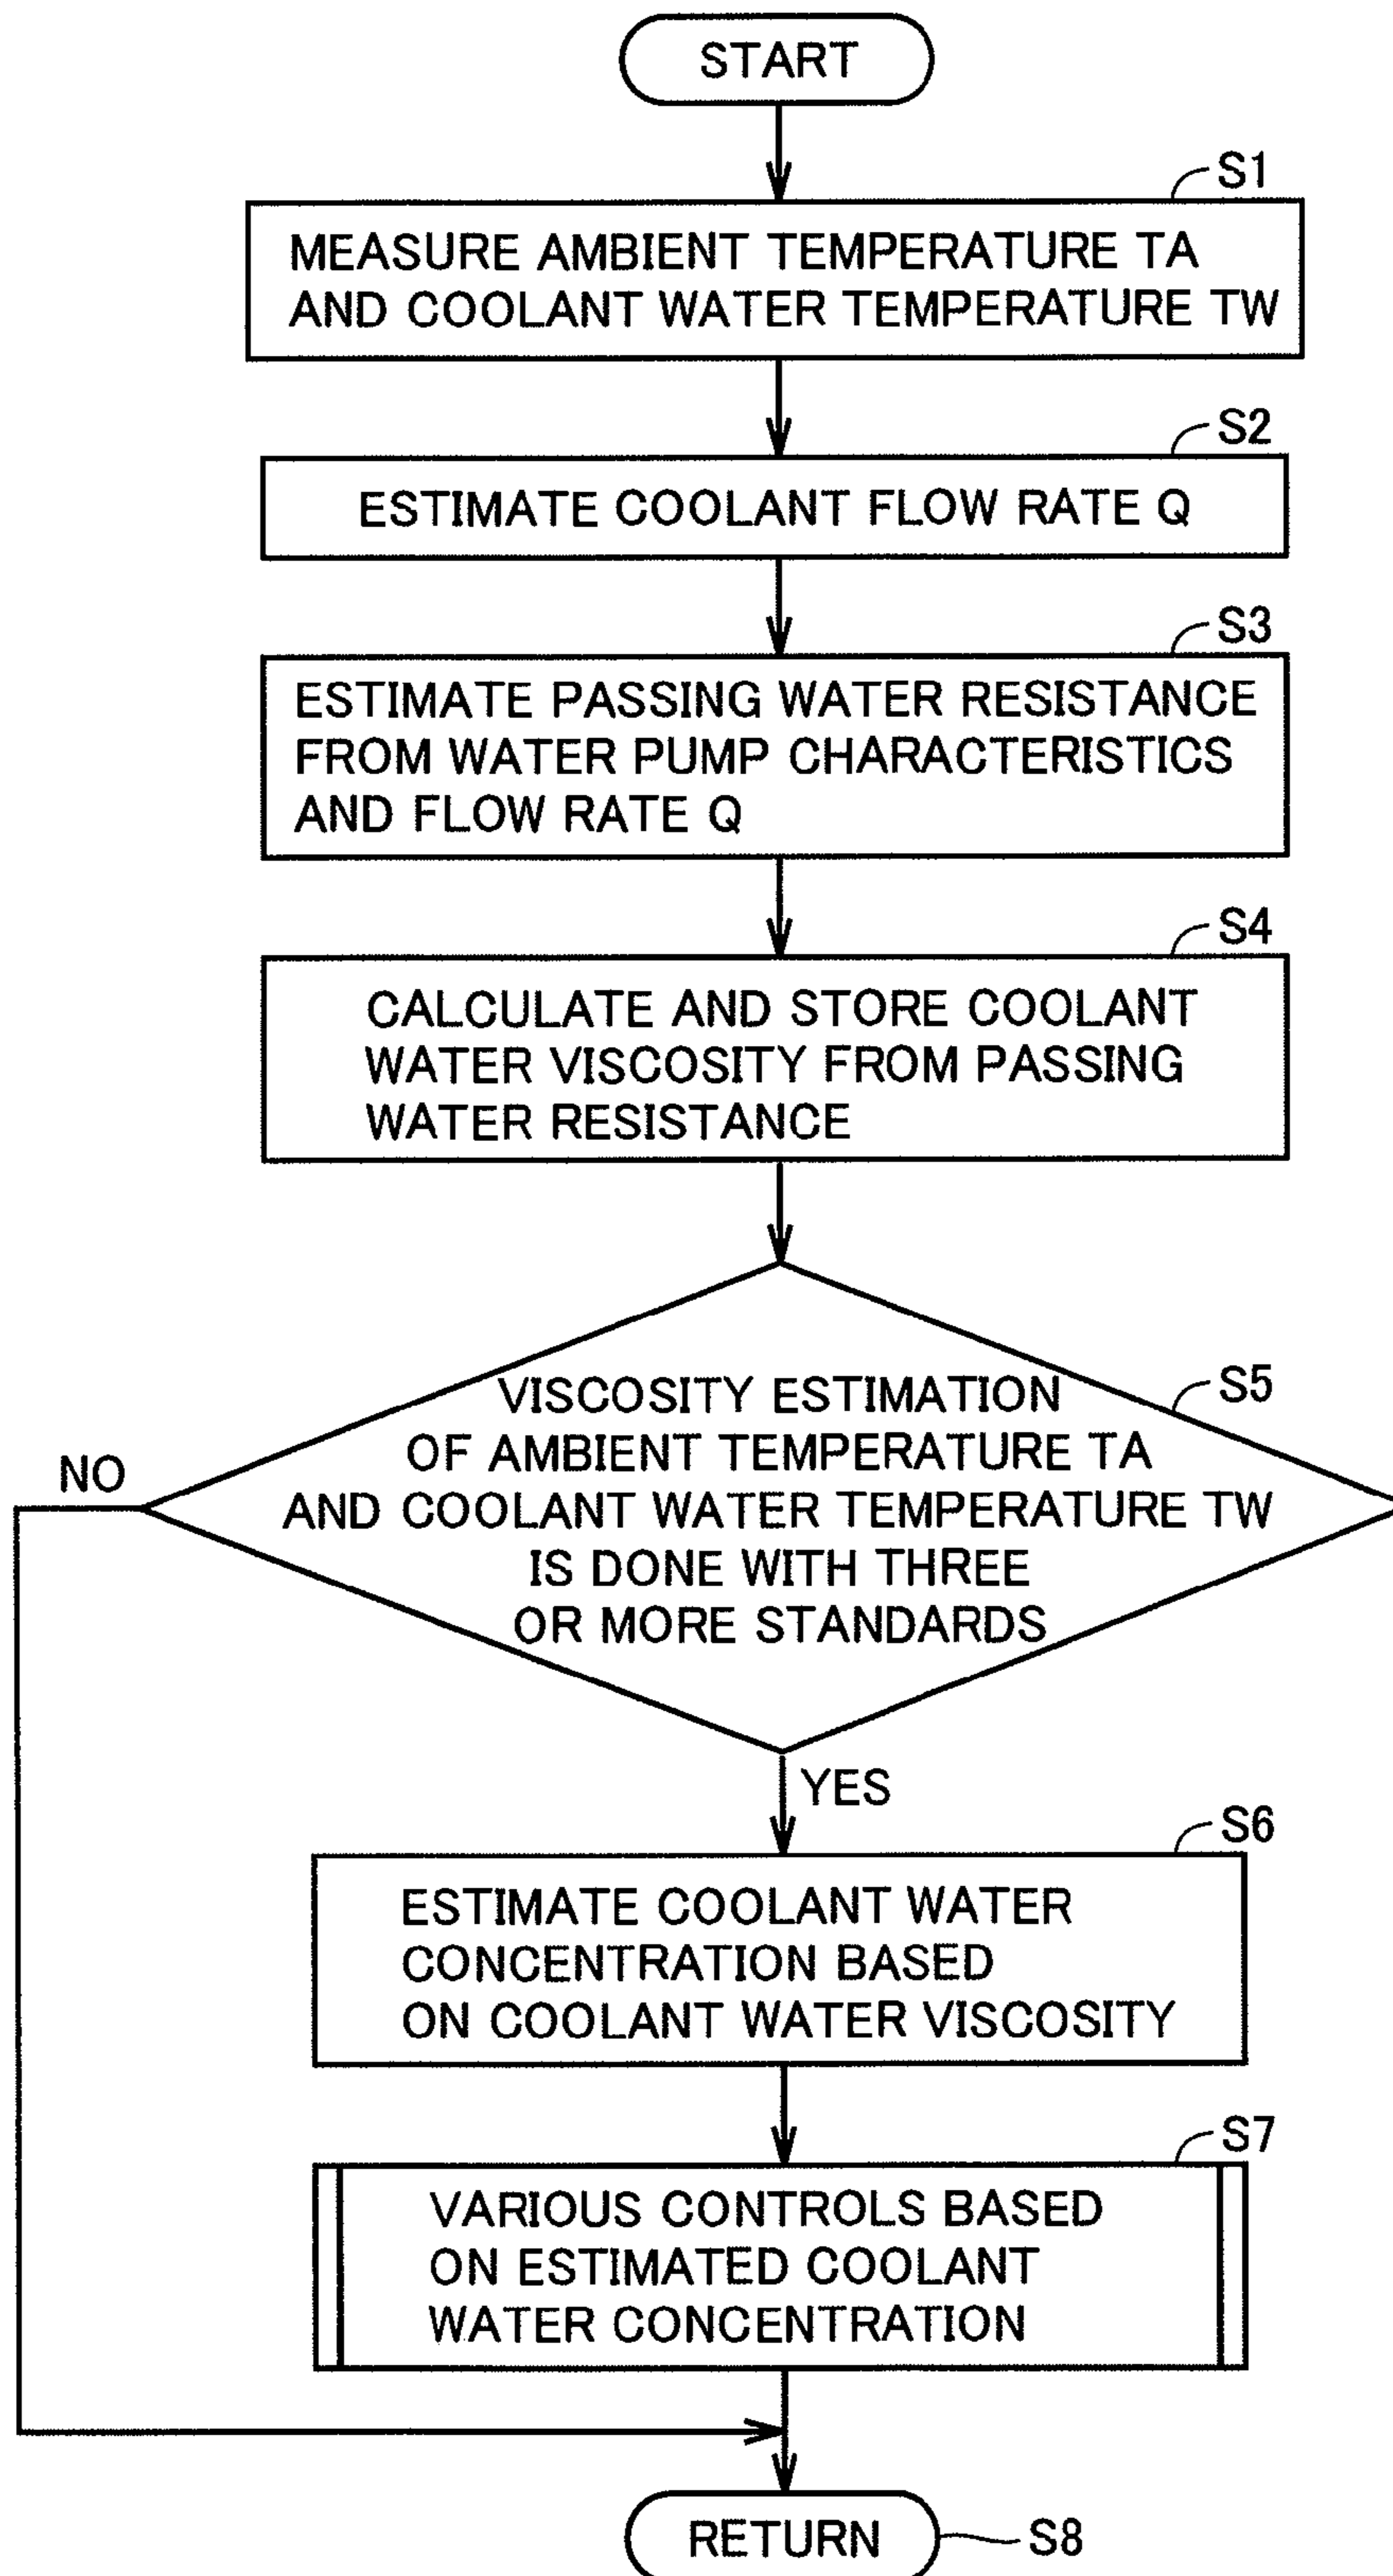 START
S1
MEASURE AMBIENT TEMPERATURE TA
AND COOLANT WATER TEMPERATURE TW
S2
ESTIMATE COOLANT FLOW RATE Q
S3
ESTIMATE PASSING WATER RESISTANCE
FROM WATER PUMP CHARACTERISTICS
AND FLOW RATE Q
S4
CALCULATE AND STORE COOLANT
WATER VISCOSITY FROM PASSING
WATER RESISTANCE
S5
VISCOSITY ESTIMATION
OF AMBIENT TEMPERATURE TA
AND COOLANT WATER TEMPERATURE TW
IS DONE WITH THREE
OR MORE STANDARDS
NO
YES
S6
ESTIMATE COOLANT WATER
CONCENTRATION BASED
ON COOLANT WATER VISCOSITY
S7
VARIOUS CONTROLS BASED
ON ESTIMATED COOLANT
WATER CONCENTRATION
RETURN
S8